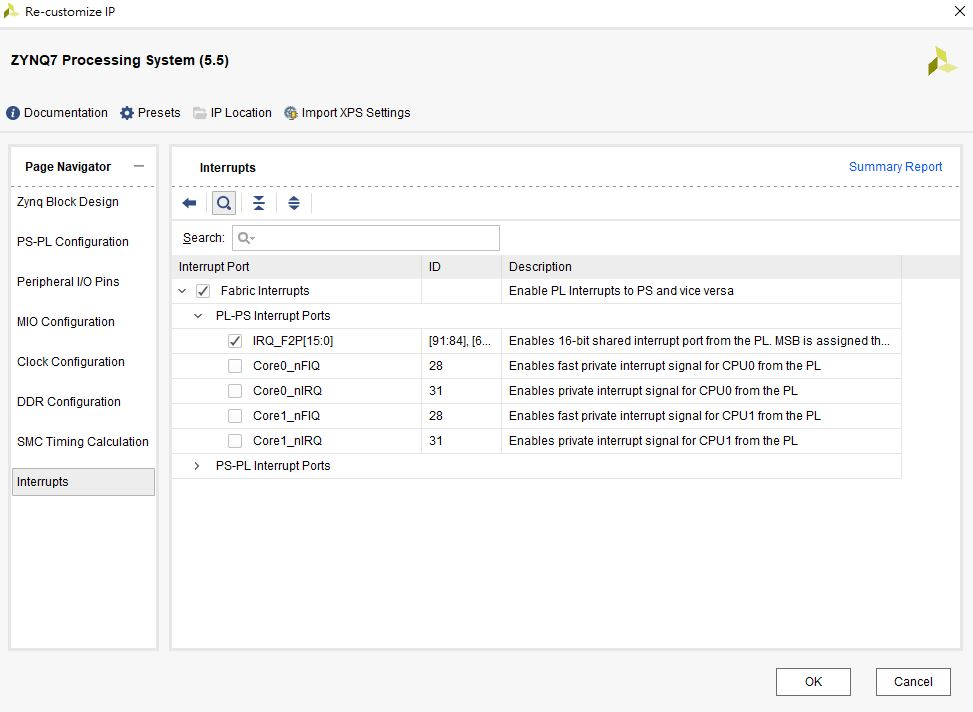 Re-customize IP
ZYNQ7 Processing System (5.5)
Documentation Presets IP Location Import XPS Settings
Page Navigator
Zynq Block Design
PS-PL Configuration
Peripheral I/O Pins
MIO Configuration
Clock Configuration
DDR Configuration
SMC Timing Calculation
Interrupts
Interrupts Summary Report
Search:
Interrupt Port ID Description
Fabric Interrupts Enable PL Interrupts to PS and vice versa
PL-PS Interrupt Ports
IRQ_F2P[15:0] [91:84], [6... Enables 16-bit shared interrupt port from the PL. MSB is assigned th...
Core0_nFIQ 28 Enables fast private interrupt signal for CPU0 from the PL
Core0_nIRQ 31 Enables private interrupt signal for CPU0 from the PL
Core1_nFIQ 28 Enables fast private interrupt signal for CPU1 from the PL
Core1_nIRQ 31 Enables private interrupt signal for CPU1 from the PL
PS-PL Interrupt Ports
OK Cancel